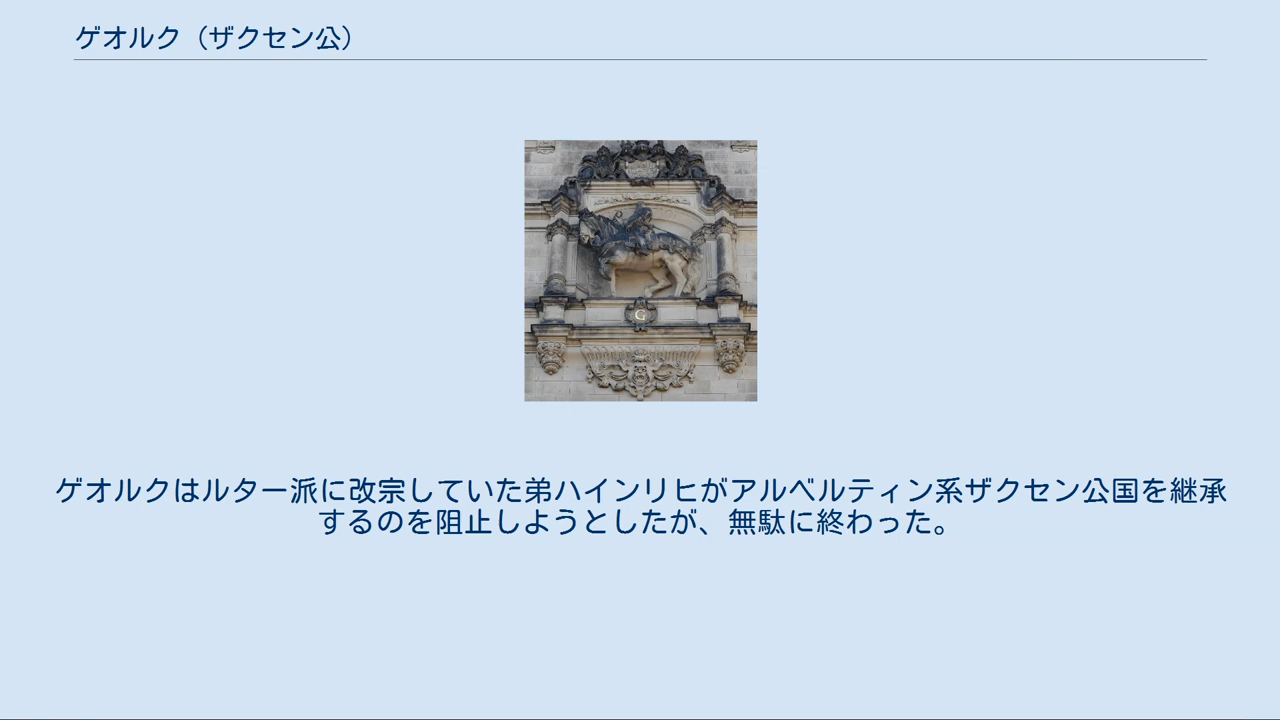 ゲオルク（ザクセン公）
G
ゲオルクはルター派に改宗していた弟ハインリヒがアルベルティン系ザクセン公国を継承
するのを阻止しようとしたが、無駄に終わった。